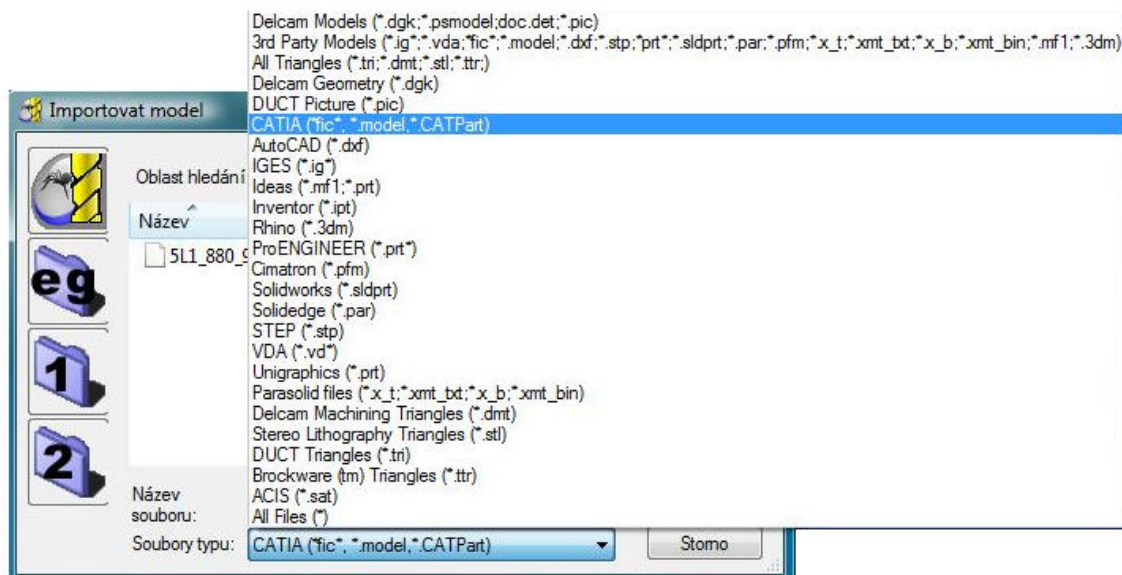 Delcam Models (*.dgk;*.psmodel;doc.det;*.pic)
3rd Party Models (*.ig*;*.vda;*fic*;*.model;*.dxf;*.stp;*prt*;*.sldprt;*.par;*.pfm;*.x_t;*xmt_txt;*.x_b;*xmt_bin;*.mf1;*.3dm)
All Triangles (*.tri;*.dmt;*.stl;*.ttr;)
Delcam Geometry (*.dgk)
DUCT Picture (*.pic)
CATIA (*fic*, *.model,*.CATPart)
AutoCAD (*.dxf)
IGES (*.ig*)
Ideas (*.mf1;*.prt)
Inventor (*.ipt)
Rhino (*.3dm)
ProENGINEER (*.prt*)
Cimatron (*.pfm)
Solidworks (*.sldprt)
Solidedge (*.par)
STEP (*.stp)
VDA (*.vd*)
Unigraphics (*.prt)
Parasolid files (*.x_t;*xmt_txt;*.x_b;*xmt_bin)
Delcam Machining Triangles (*.dmt)
Stereo Lithography Triangles (*.stl)
DUCT Triangles (*.tri)
Brockware (tm) Triangles (*.ttr)
ACIS (*.sat)
All Files (*)
Importovat model
Oblast hledání
Název
5L1_880_
eg
1
2
Název
souboru:
Soubory typu:
CATIA (*fic*, *.model,*.CATPart)
Storno